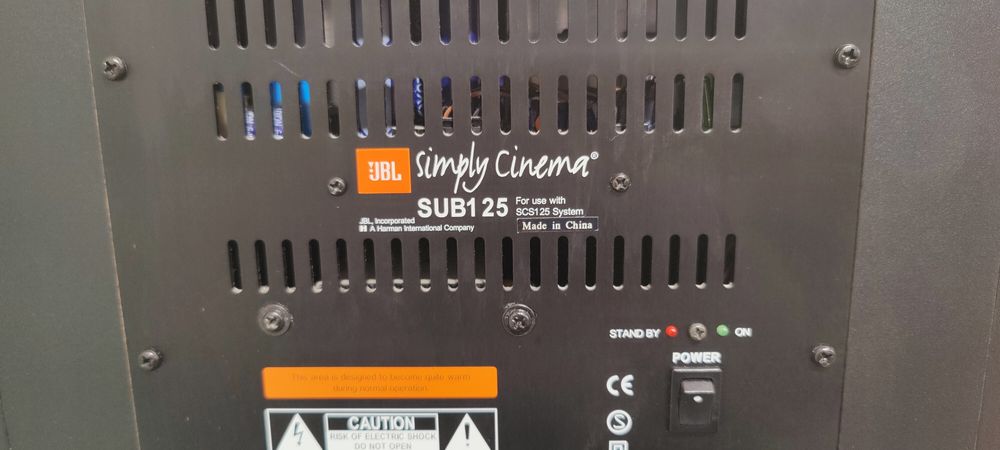 JBL simply Cinema®
SUB125
For use with
SCS125 System
JBL, Incorporated
H A Harman International Company
Made in China
STAND BY
ON
POWER
This area is designed to become quite warm
during normal operation.
CE
S
CAUTION
RISK OF ELECTRIC SHOCK
DO NOT OPEN